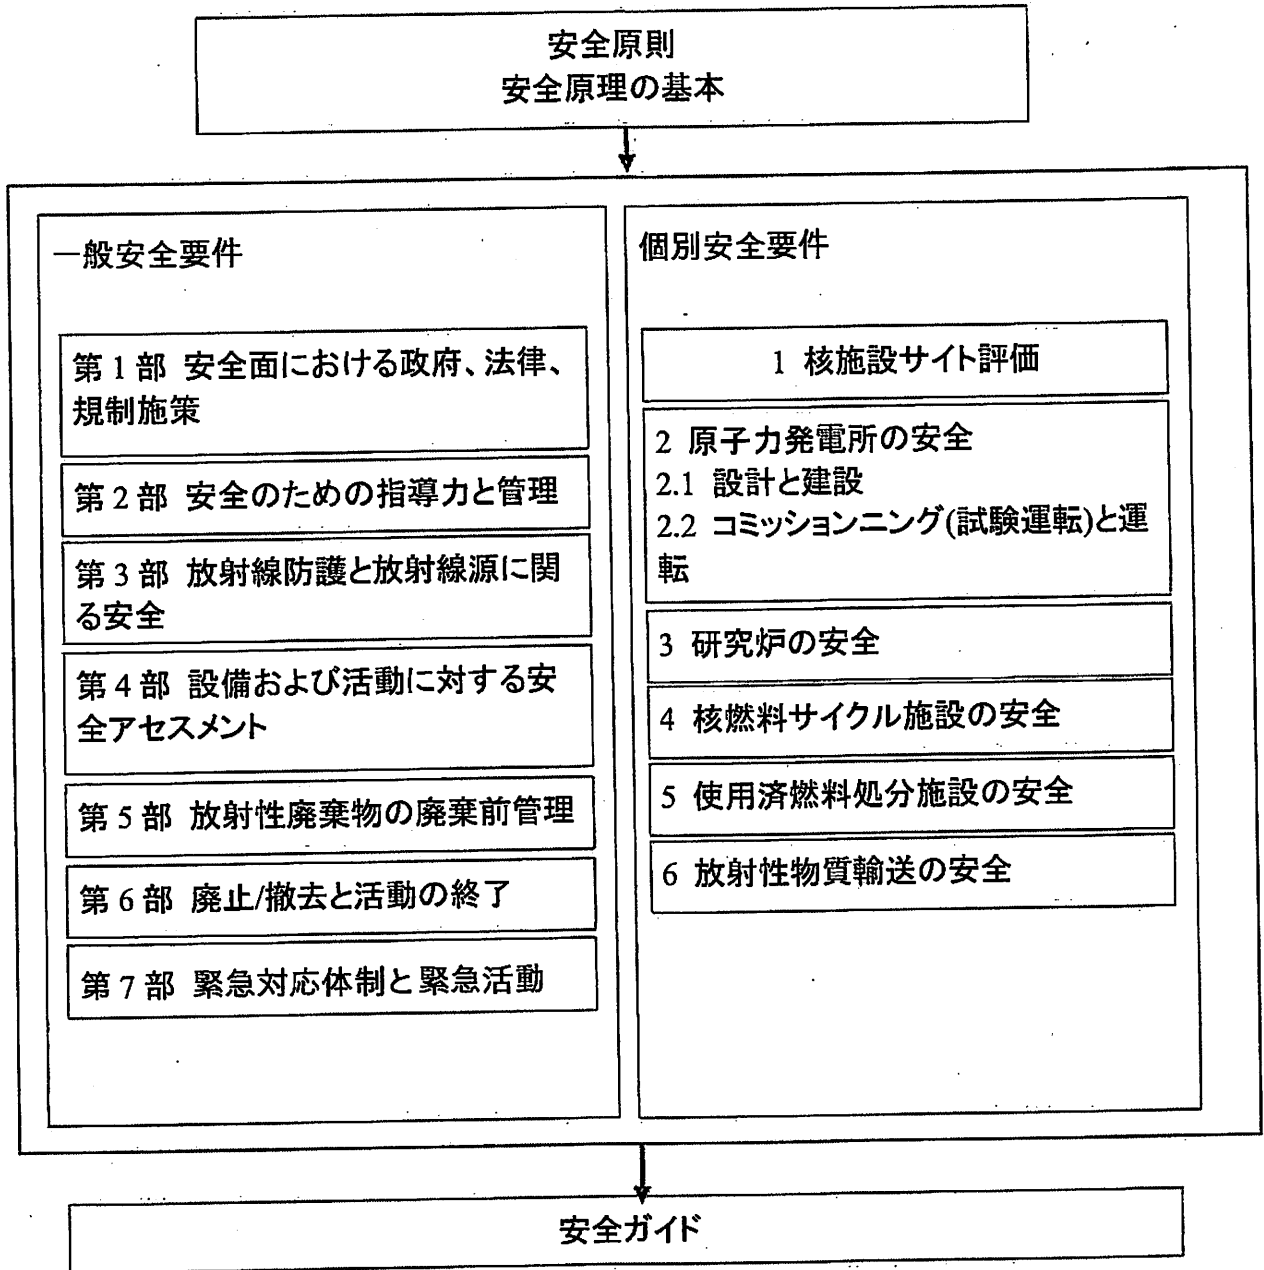 安全原則
安全原理の基本
一般安全要件
第1部 安全面における政府、法律、
規制施策
第2部 安全のための指導力と管理
第3部 放射線防護と放射線源に関
る安全
第4部 設備および活動に対する安
全アセスメント
第5部 放射性廃棄物の廃棄前管理
第6部 廃止/撤去と活動の終了
第7部 緊急対応体制と緊急活動
個別安全要件
1 核施設サイト評価
2 原子力発電所の安全
2.1 設計と建設
2.2 コミッションニング(試験運転)と運
転
3 研究炉の安全
4 核燃料サイクル施設の安全
5 使用済燃料処分施設の安全
6 放射性物質輸送の安全
安全ガイド